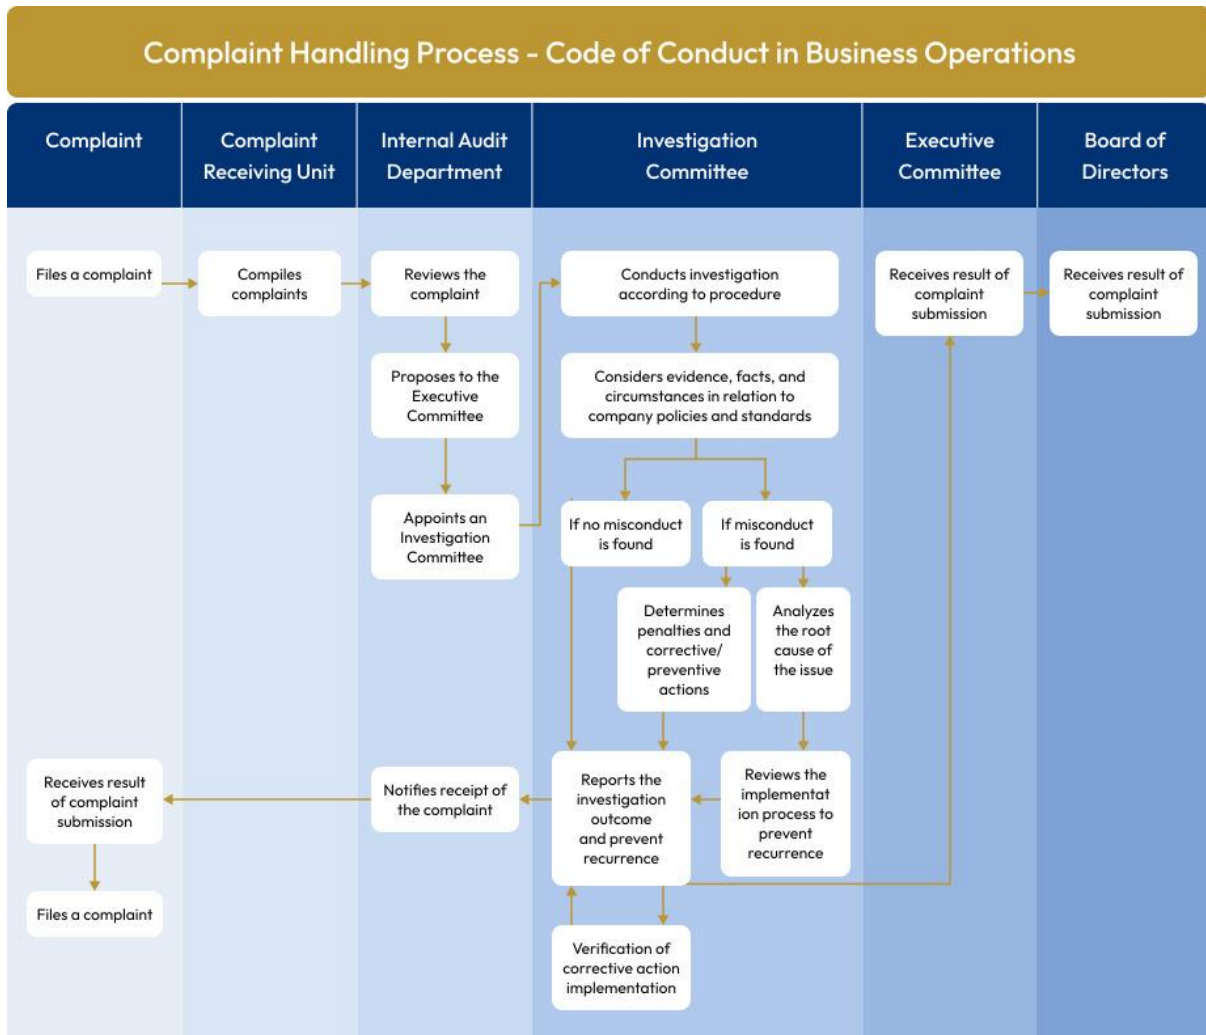 Complaint Handling Process - Code of Conduct in Business Operations
Complaint
Complaint
Receiving Unit
Internal Audit
Department
Investigation
Committee
Executive
Committee
Board of
Directors
Files a complaint
Compiles
complaints
Reviews the
complaint
Conducts investigation
according to procedure
Receives result of
complaint
submission
Receives result of
complaint
submission
Proposes to the
Executive
Committee
Considers evidence, facts, and
circumstances in relation to
company policies and standards
Appoints an
Investigation
Committee
If no misconduct
is found
If misconduct
is found
Determines
penalties and
corrective/
preventive
actions
Analyzes
the root
cause of
the issue
Receives result
of complaint
submission
Notifies receipt of
the complaint
Reports the
investigation
outcome
and prevent
recurrence
Reviews the
implementat
ion process to
prevent
recurrence
Files a complaint
Verification of
corrective action
implementation